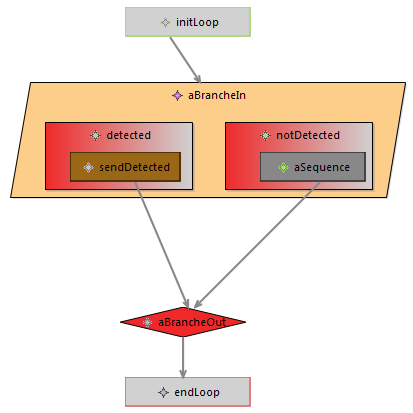 initLoop
aBrancheIn
detected
notDetected
sendDetected
aSequence
aBrancheOut
endLoop